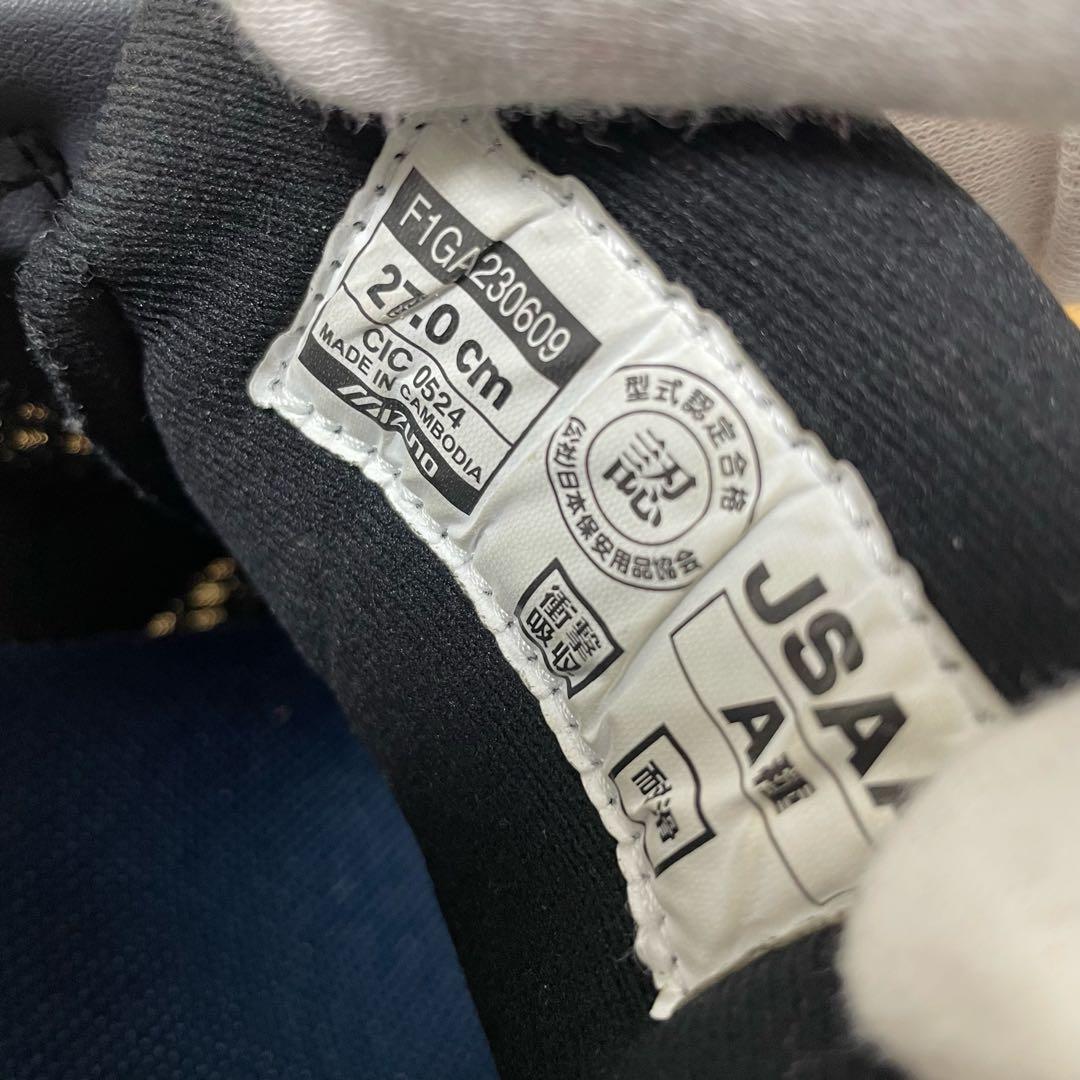 F1GA230609
27.0 cm
CIC 0524
MADE IN CAMBODIA
MIZUNO
型式認定合格
認
(公社)日本保安用品協会
衝撃
吸収
JSAA
A種
耐滑